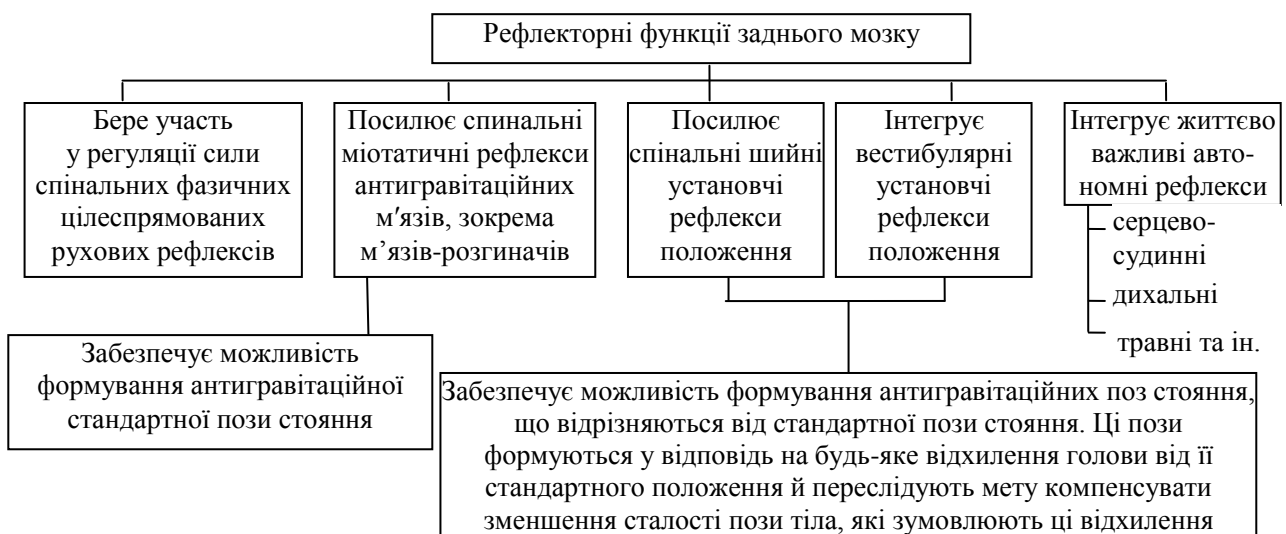 Рефлекторні функції заднього мозку
Бере участь
у регуляції сили
спінальних фазичних
цілеспрямованих
рухових рефлексів
Посилює спинальні
міотатичні рефлекси
антигравітаційних
м′язів, зокрема
м’язів-розгиначів
Посилює
спінальні шийні
установчі
рефлекси
положення
Інтегрує
вестибулярні
установчі
рефлекси
положення
Інтегрує життєво
важливі авто-
номні рефлекси
серцево-
судинні
дихальні
травні та ін.
Забезпечує можливість
формування антигравітаційної
стандартної пози стояння
Забезпечує можливість формування антигравітаційних поз стояння,
що відрізняються від стандартної пози стояння. Ці пози
формуються у відповідь на будь-яке відхилення голови від її
стандартного положення й переслідують мету компенсувати
зменшення сталості пози тіла, які зумовлюють ці відхилення